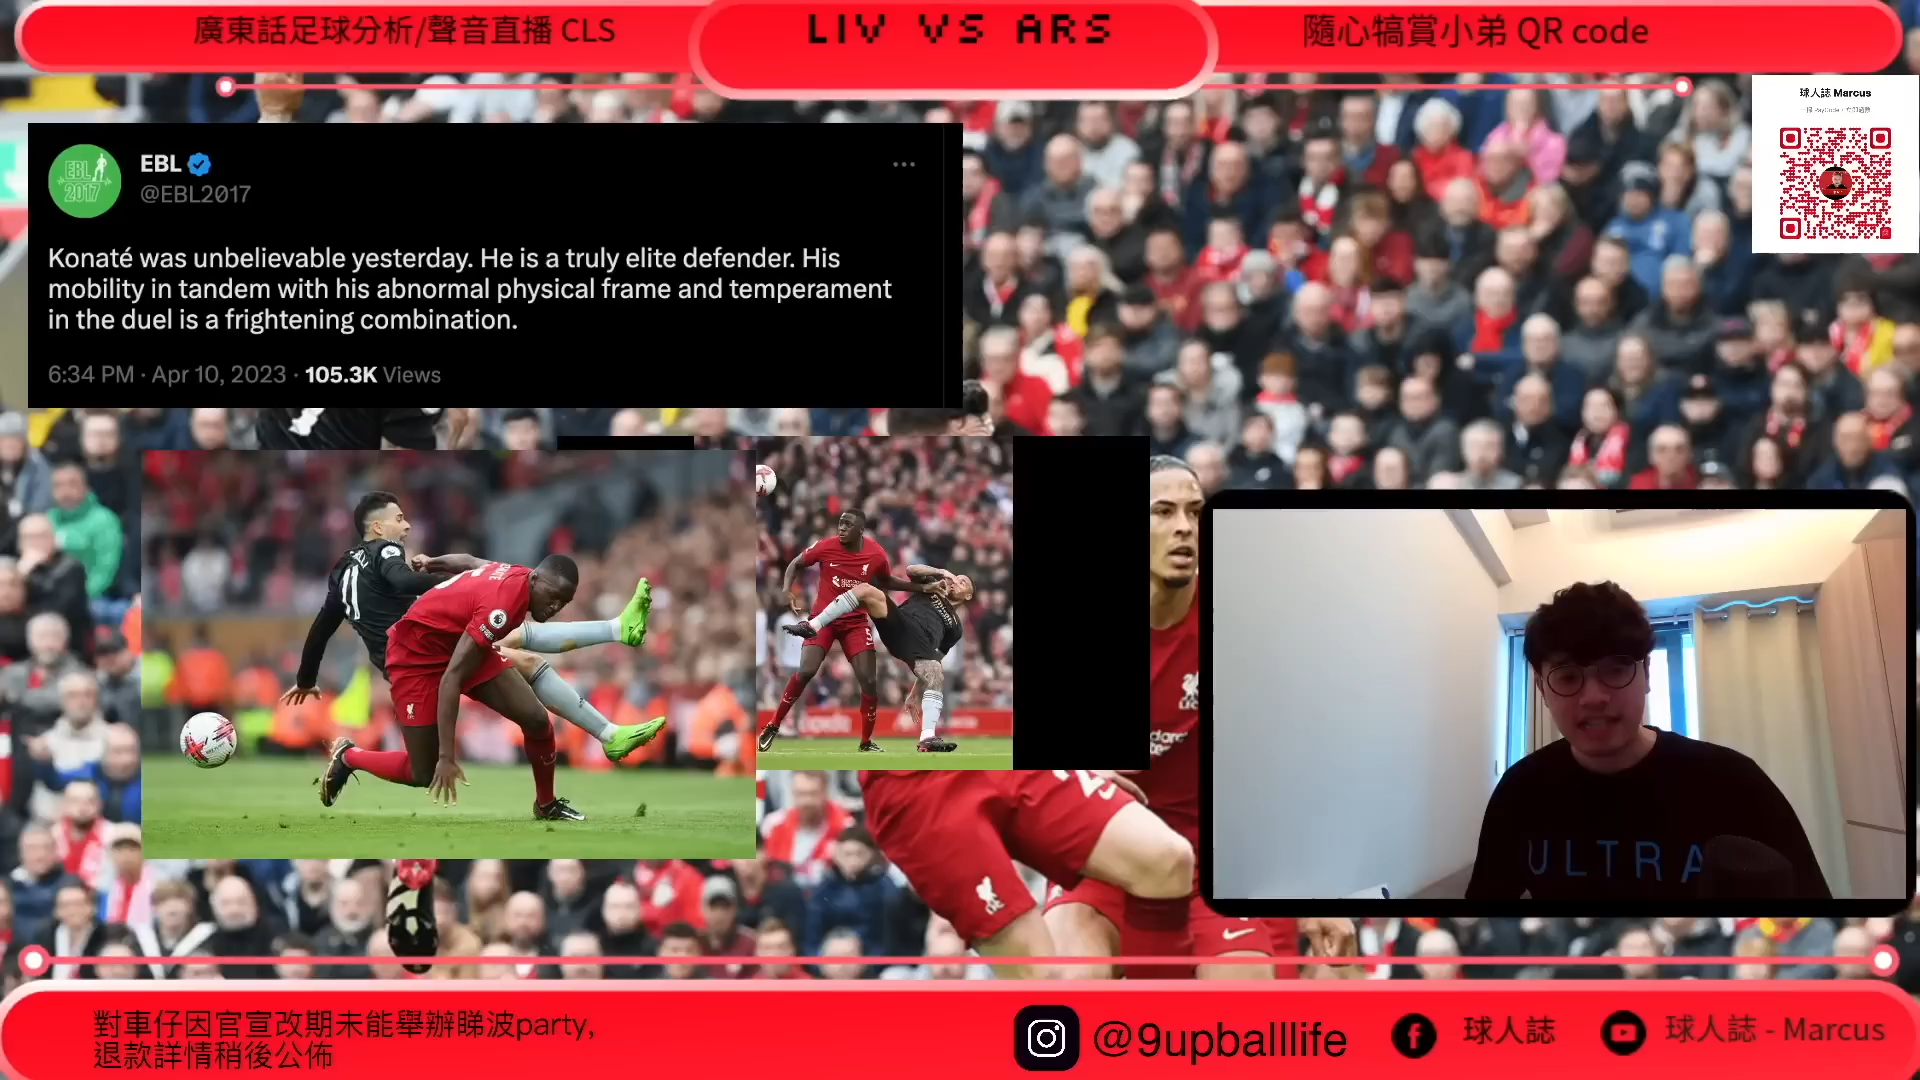 廣東話足球分析/聲音直播 CLS
LIV VS ARS
隨心犒賞小弟 QR code
球人誌 Marcus
EBL
@EBL2017
EBL
2017
Konaté was unbelievable yesterday. He is a truly elite defender. His
mobility in tandem with his abnormal physical frame and temperament
in the duel is a frightening combination.
6:34 PM · Apr 10, 2023 · 105.3K Views
11
5
ULTRA
對車仔因官宣改期未能舉辦睇波party,
退款詳情稍後公佈
@9upballlife
球人誌
球人誌 - Marcus